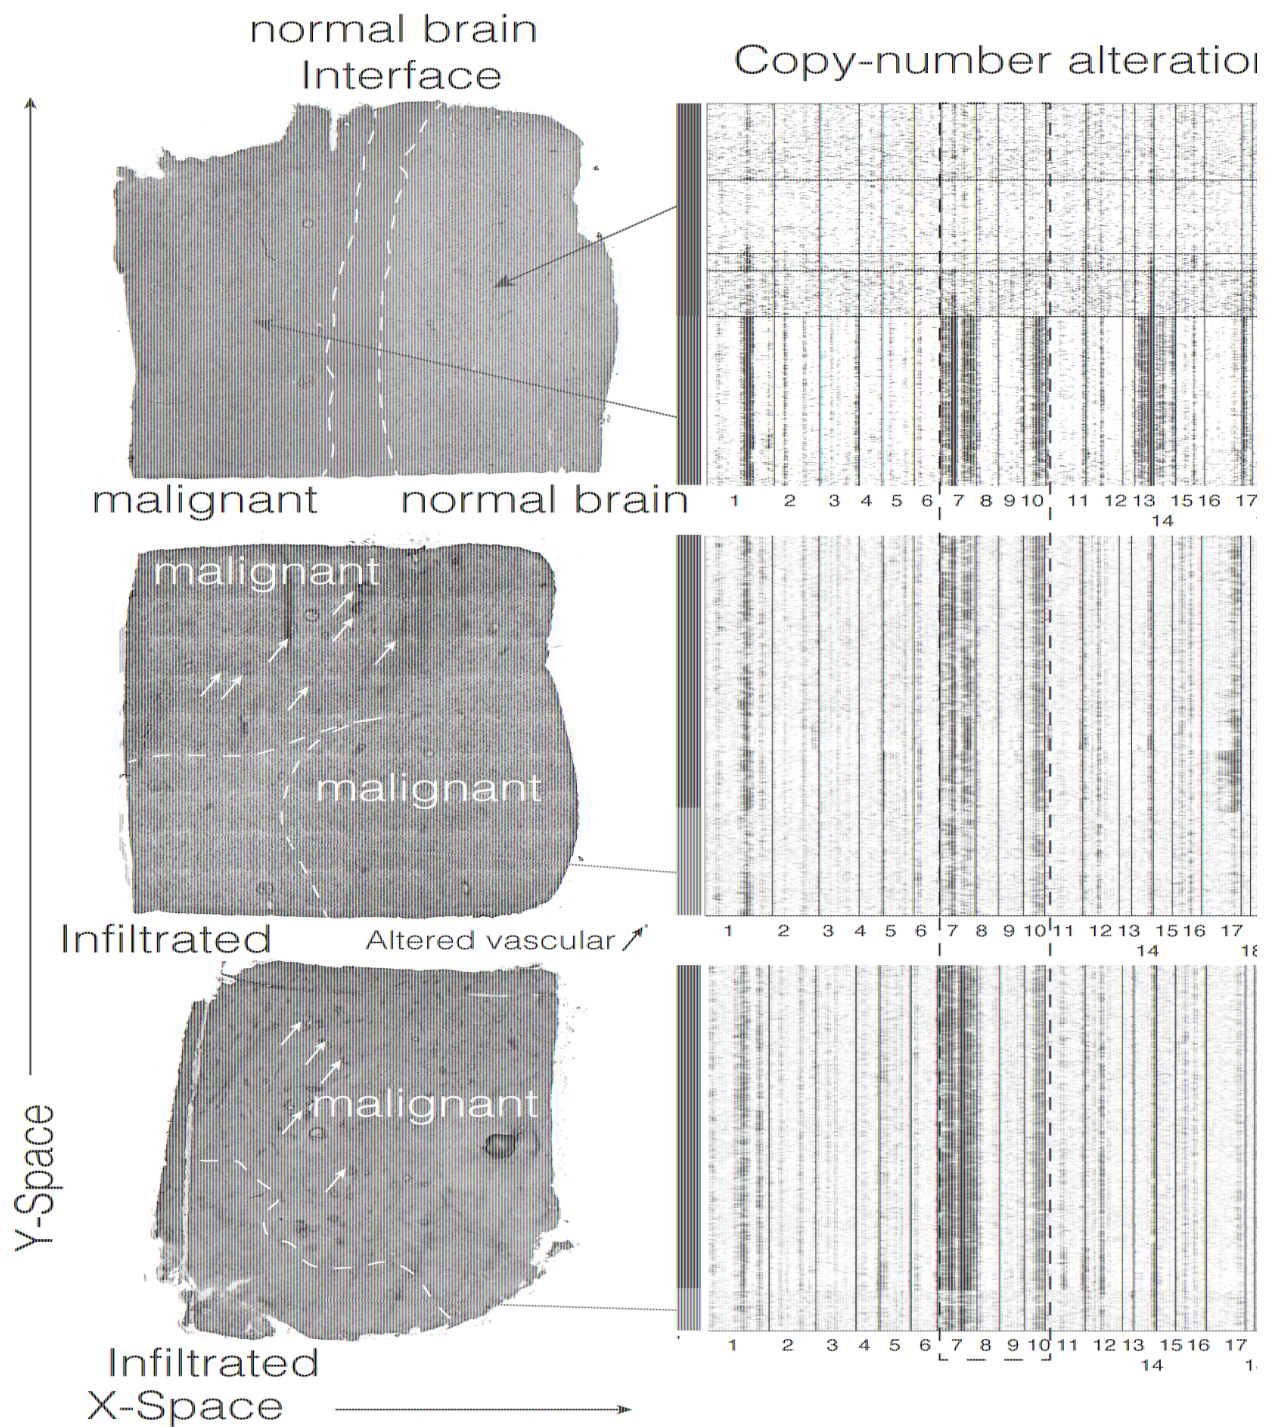 normal brain
Interface
Copy-number alteration
malignant normal brain
1 2 3 4 5 6 7 8 9 10 11 12 13 15 16 17
14
malignant
malignant
Infiltrated
Altered vascular
1 2 3 4 5 6 7 8 9 10 11 12 13 15 16 17
14 18
malignant
Y-Space
1 2 3 4 5 6 7 8 9 10 11 12 13 15 16 17
14
Infiltrated
X-Space